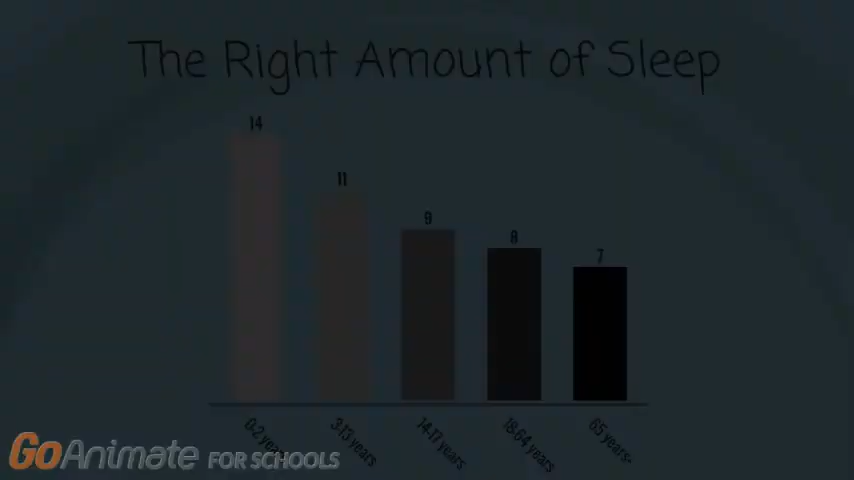 The Right Amount of Sleep
14
11
9
8
7
0-2 years
3-13 years
14-17 years
18-64 years
65 years-
GoAnimate FOR SCHOOLS